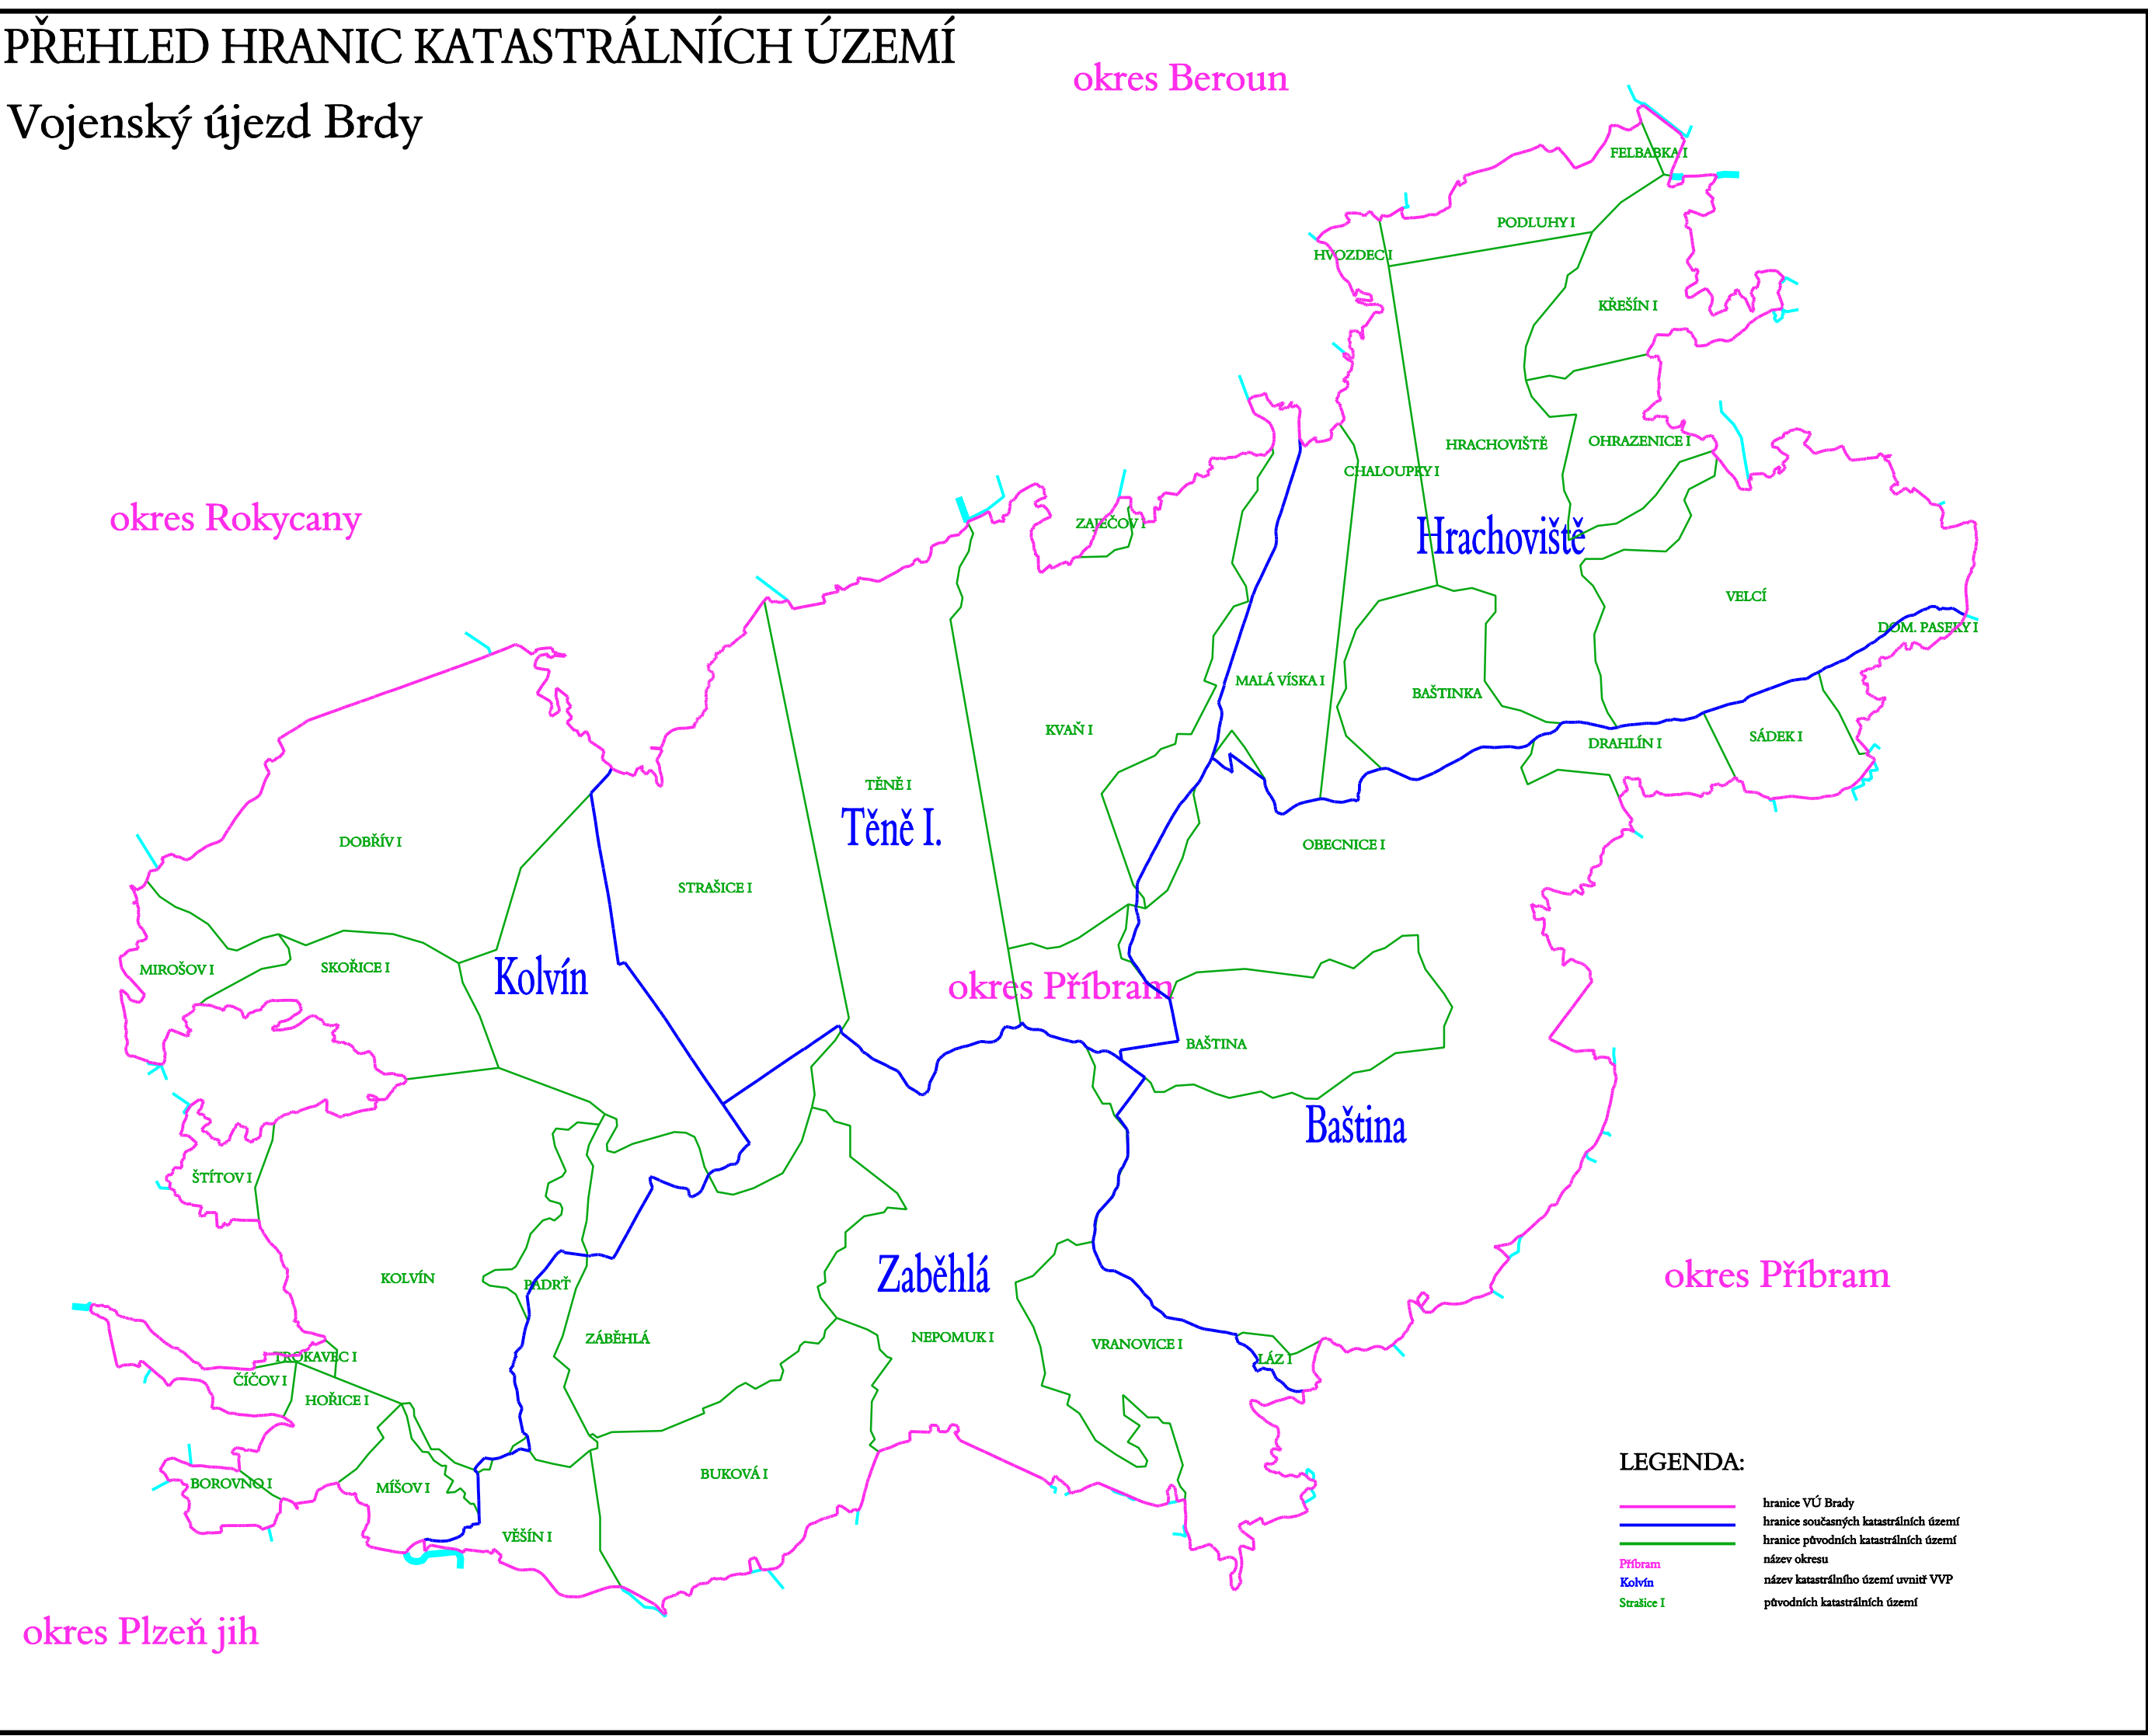 PŘEHLED HRANIC KATASTRÁLNÍCH ÚZEMÍ
Vojenský újezd Brdy
okres Beroun
FELBABKA I
PODLUHY I
HVOZDEC I
KŘEŠÍN I
HRACHOVIŠTĚ
OHRAZENICE I
CHALOUPKY I
okres Rokycany
ZAJEČOV I
Hrachoviště
VELCÍ
DOM. PASEKY I
MALÁ VÍSKA I
BAŠTINKA
KVAŇ I
DRAHLÍN I
SÁDEK I
TĚNĚ I
Těně I.
DOBŘÍV I
OBECNICE I
STRAŠICE I
MIROŠOV I
SKOŘICE I
Kolvín
okres Příbram
BAŠTINA
Baština
ŠTÍTOV I
KOLVÍN
PADRŤ
Zaběhlá
okres Příbram
ZÁBĚHLÁ
NEPOMUK I
VRANOVICE I
TROKAVEC I
LÁZ I
ČÍČOV I
HOŘICE I
BUKOVÁ I
BOROVNO I
MÍŠOV I
VĚŠÍN I
LEGENDA:
hranice VÚ Brady
hranice současných katastrálních území
hranice původních katastrálních území
Příbram název okresu
Kolvín název katastrálního území uvnitř VVP
Strašice I původních katastrální území
okres Plzeň jih